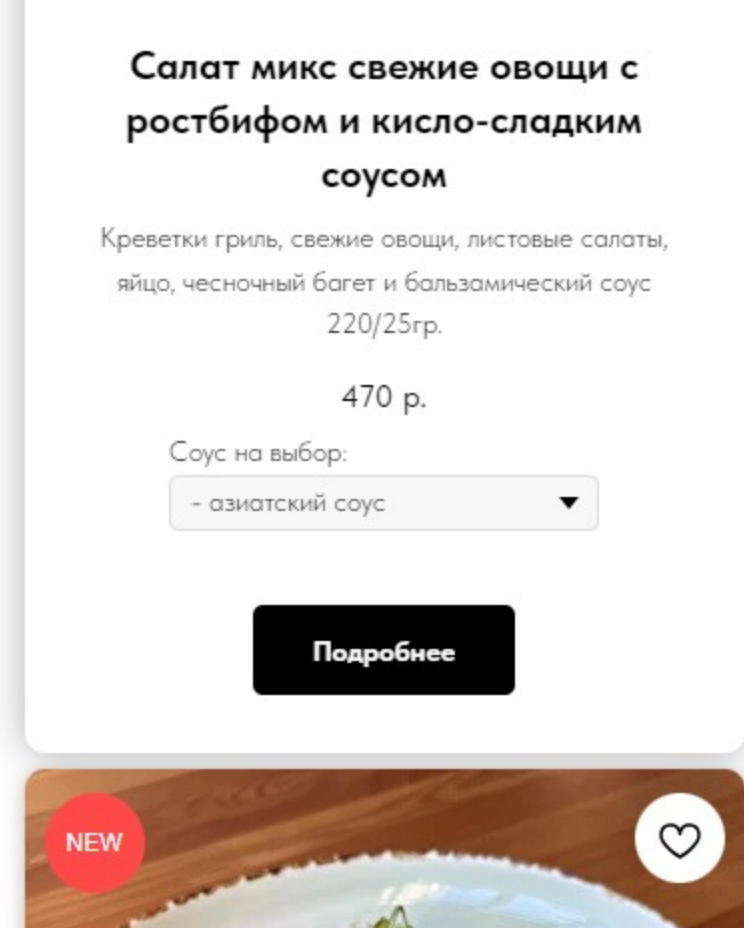 Салат микс свежие овощи с
ростбифом и кисло-сладким
соусом
Креветки гриль, свежие овощи, листовые салаты,
яйцо, чесночный багет и бальзамический соус
220/25гр.
470 р.
Соус на выбор:
- азиатский соус
Подробнее
NEW